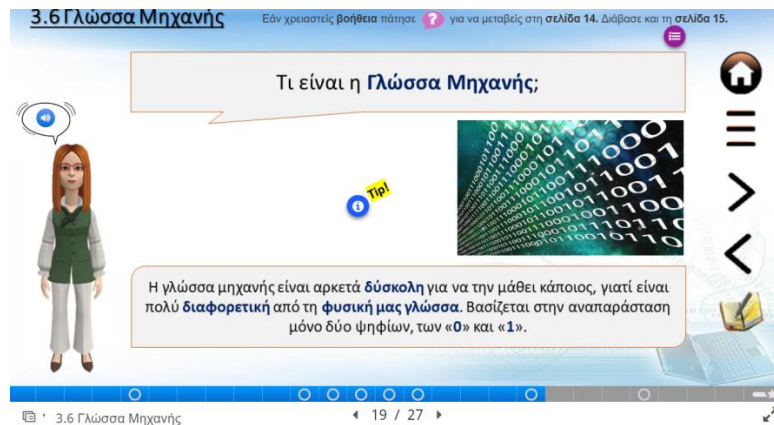 3.6 Γλώσσα Μηχανής
Εάν χρειαστείς βοήθεια πάτησε ? για να μεταβείς στη σελίδα 14. Διάβασε και τη σελίδα 15.
Τι είναι η Γλώσσα Μηχανής;
Tip!
Η γλώσσα μηχανής είναι αρκετά δύσκολη για να την μάθει κάποιος, γιατί είναι
πολύ διαφορετική από τη φυσική μας γλώσσα. Βασίζεται στην αναπαράσταση
μόνο δύο ψηφίων, των «0» και «1».
3.6 Γλώσσα Μηχανής
19 / 27